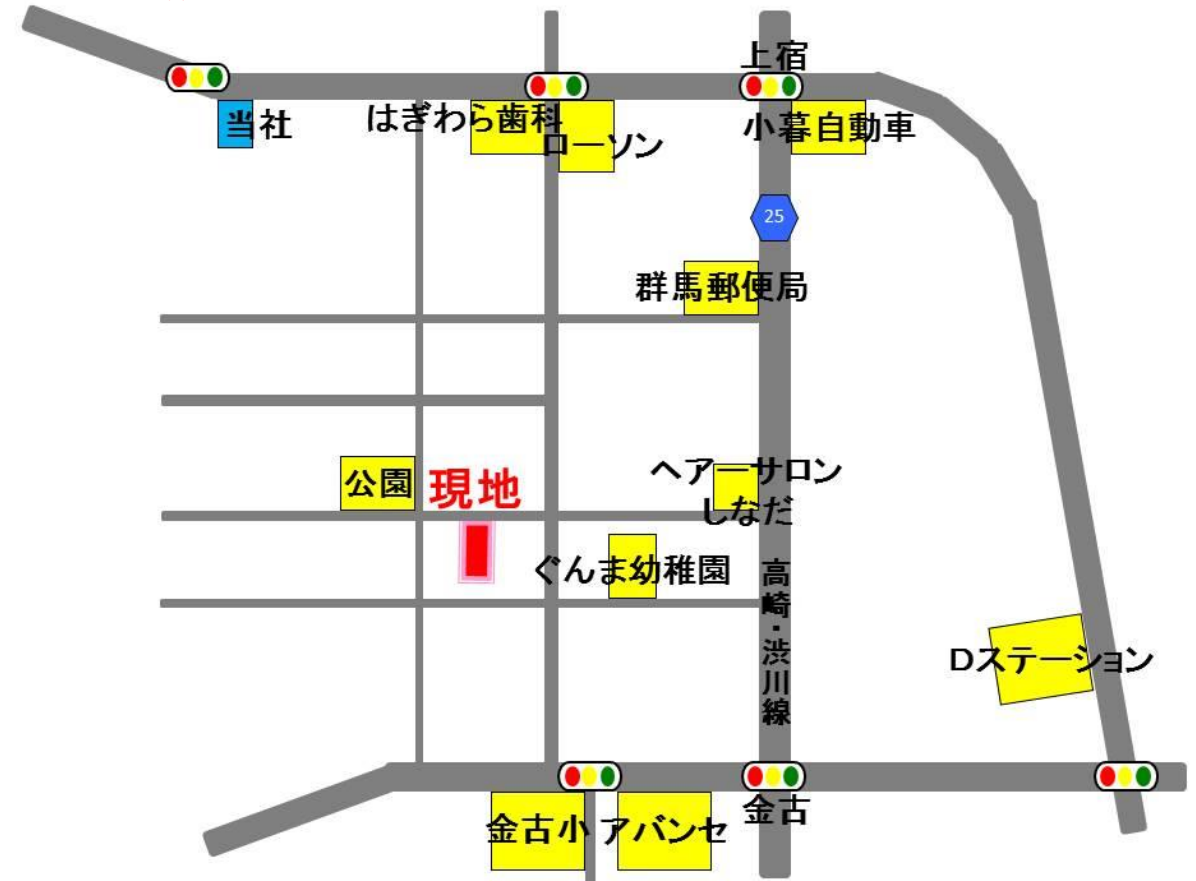 上宿
当社
はぎわら歯科
ローソン
小暮自動車
25
群馬郵便局
公園
現地
ヘアーサロン
しなだ
ぐんま幼稚園
高崎・渋川線
Dステーション
金古小
アバンセ
金古